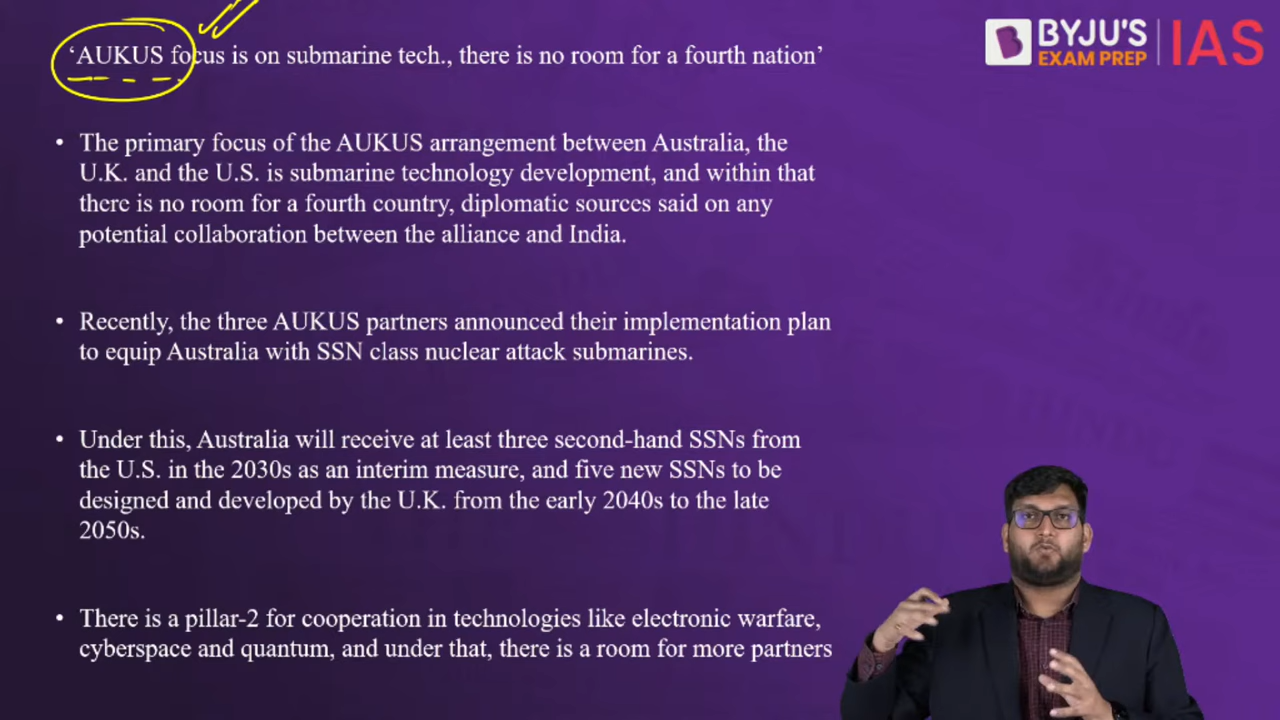 'AUKUS focus is on submarine tech., there is no room for a fourth nation'
BYJU'S
EXAM PREP
IAS
• The primary focus of the AUKUS arrangement between Australia, the
U.K. and the U.S. is submarine technology development, and within that
there is no room for a fourth country, diplomatic sources said on any
potential collaboration between the alliance and India.
• Recently, the three AUKUS partners announced their implementation plan
to equip Australia with SSN class nuclear attack submarines.
• Under this, Australia will receive at least three second-hand SSNs from
the U.S. in the 2030s as an interim measure, and five new SSNs to be
designed and developed by the U.K. from the early 2040s to the late
2050s.
• There is a pillar-2 for cooperation in technologies like electronic warfare,
cyberspace and quantum, and under that, there is a room for more partners